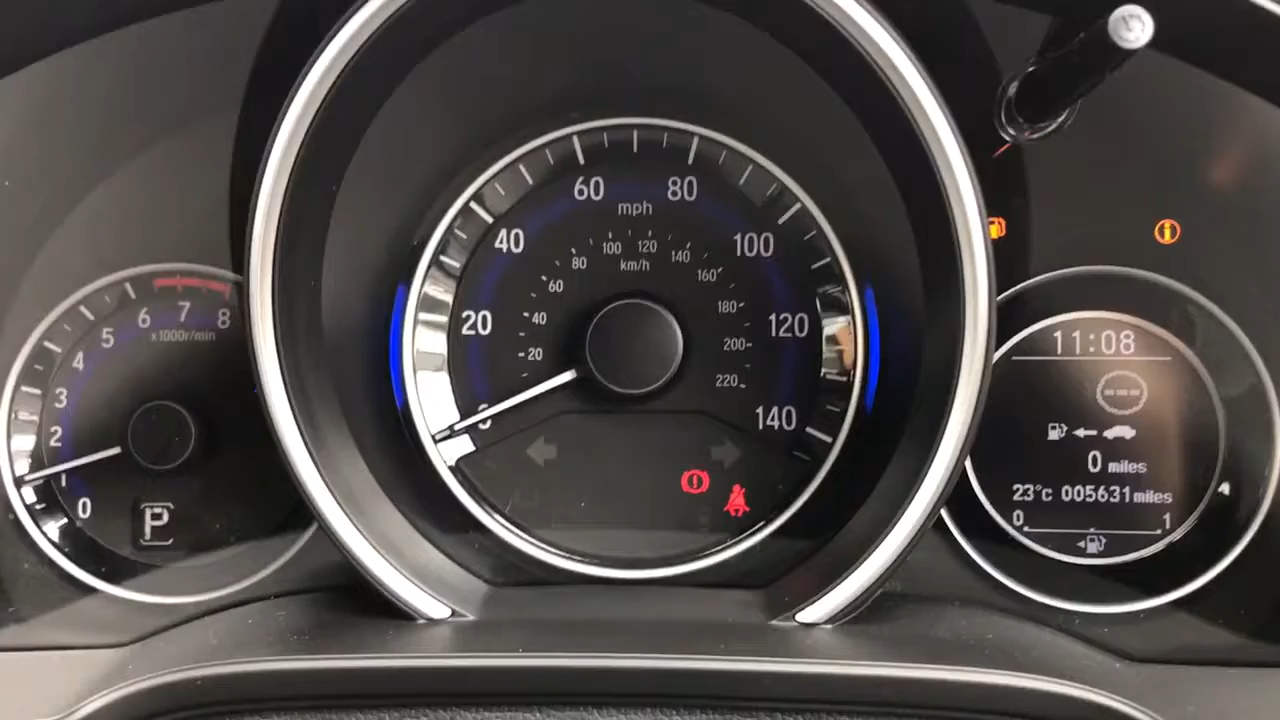 60 80
mph
40 100
80 100 120 140
km/h
60 160
20 40 180 120
20 200
220
0 140
5 6 7 8
x1000r/min
4
3
2
1
0
P
11:08
0 miles
23°c 005631 miles
0 1